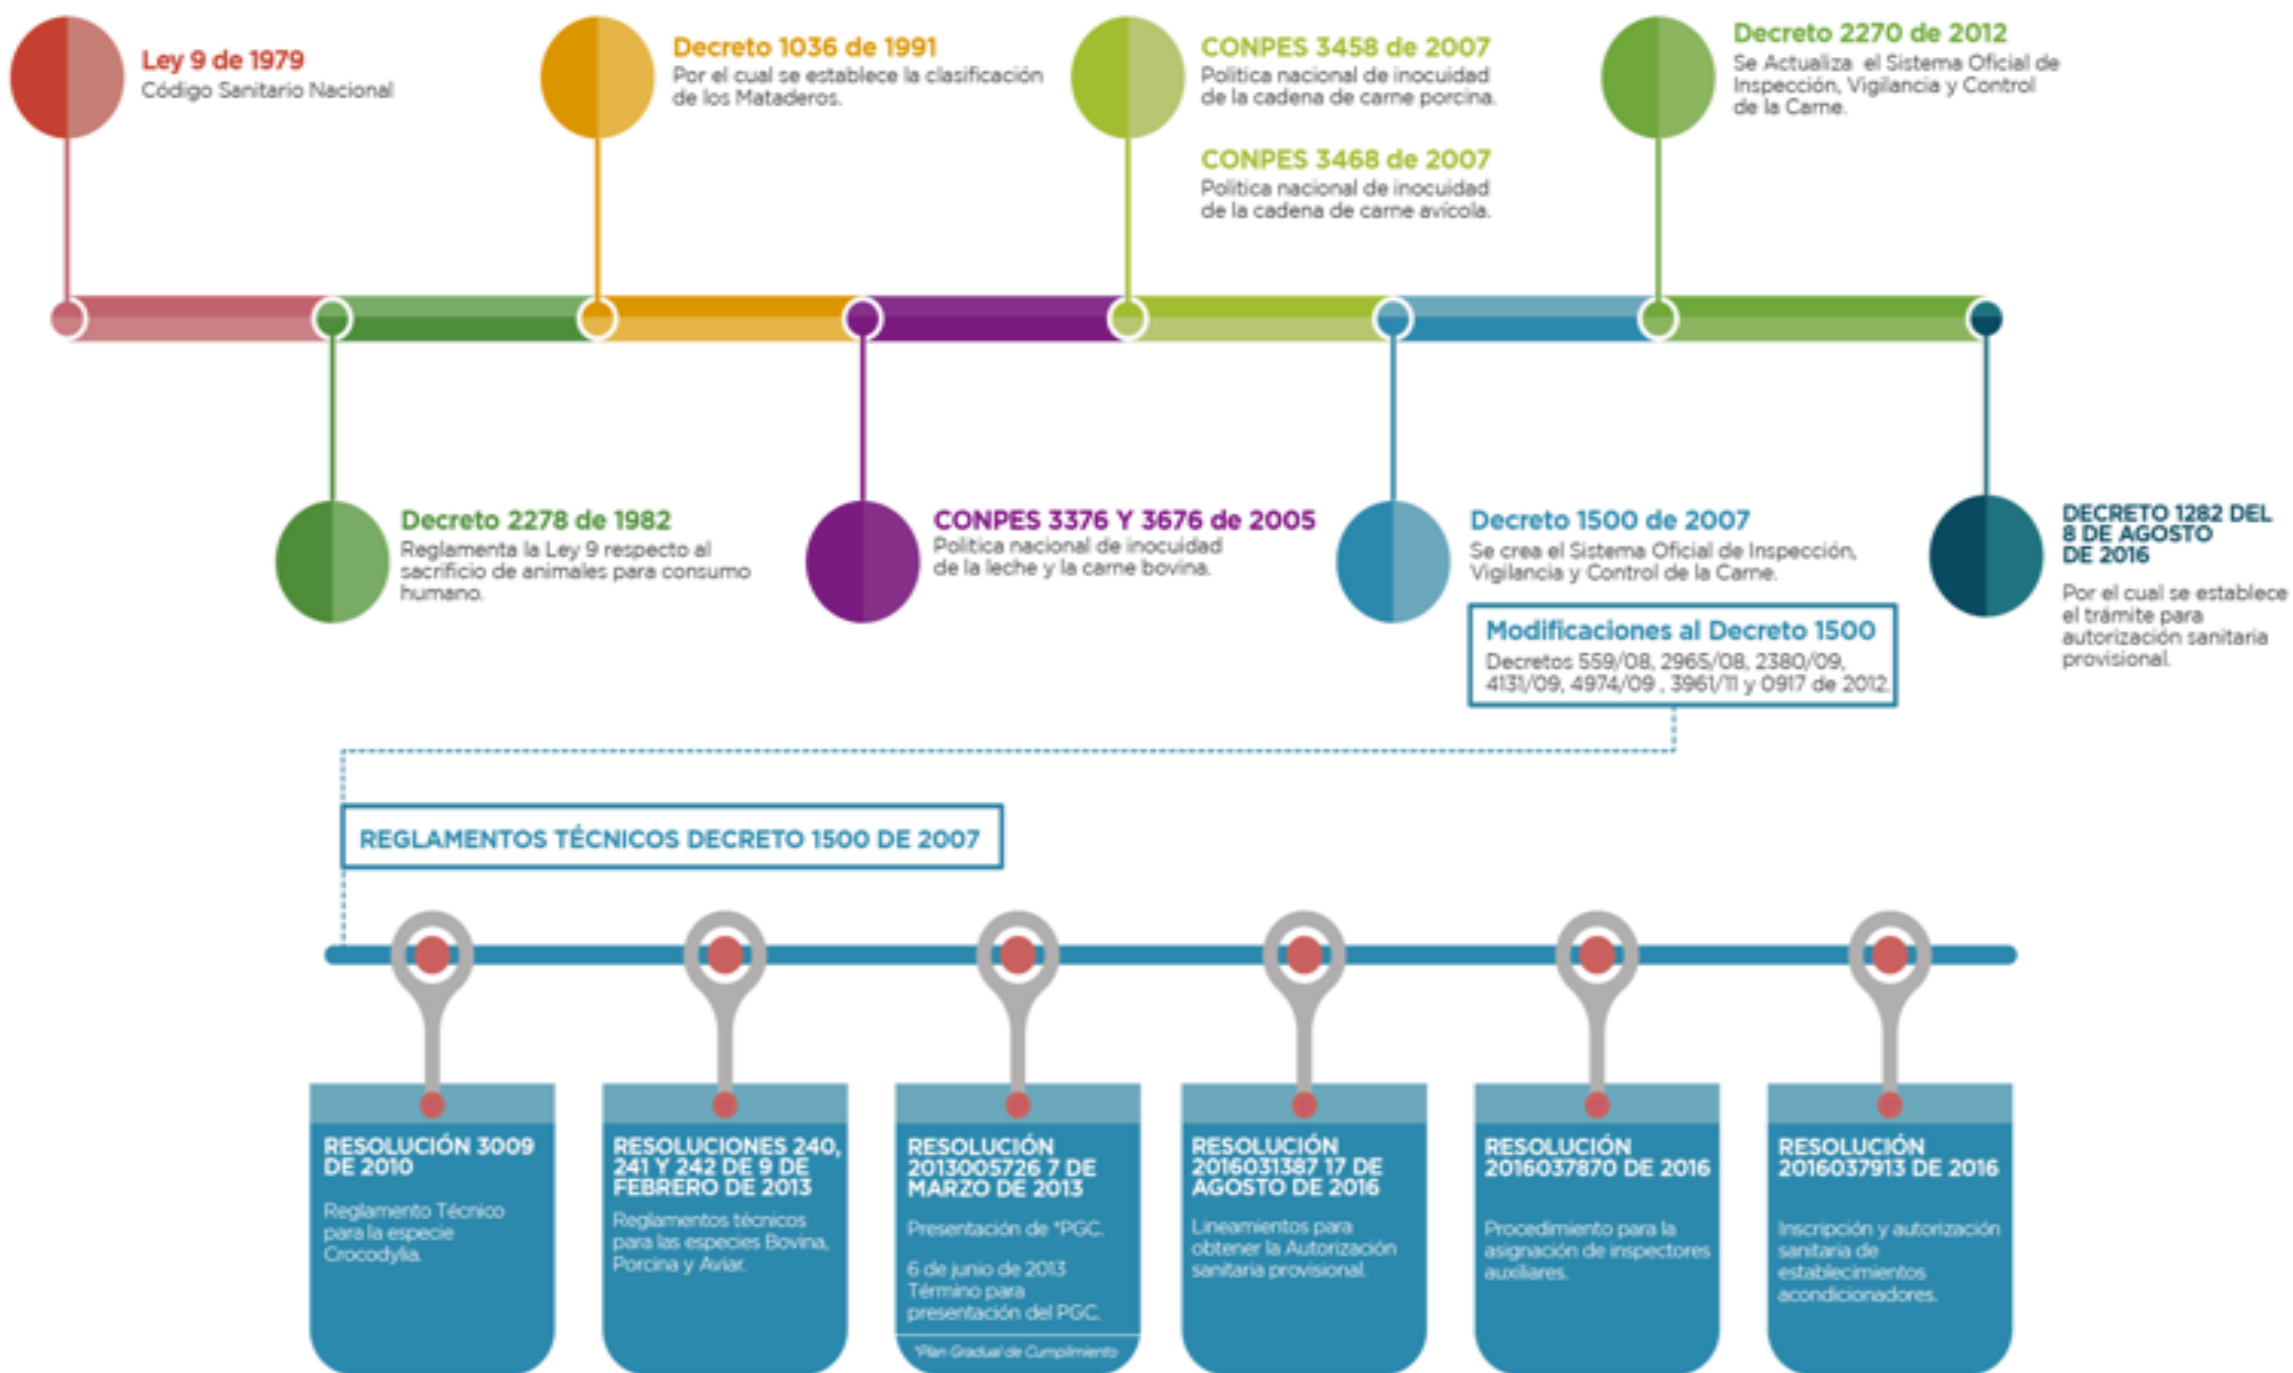 Ley 9 de 1979
Código Sanitario Nacional
Decreto 1036 de 1991
Por el cual se establece la clasificación
de los Mataderos.
CONPES 3458 de 2007
Politica nacional de inocuidad
de la cadena de carne porcina.
CONPES 3468 de 2007
Politica nacional de inocuidad
de la cadena de carne avicola.
Decreto 2270 de 2012
Se Actualiza el Sistema Oficial de
Inspección, Vigilancia y Control
de la Carne.
Decreto 2278 de 1982
Reglamenta la Ley 9 respecto al
sacrificio de animales para consumo
humano.
CONPES 3376 Y 3676 de 2005
Politica nacional de inocuidad
de la leche y la carne bovina.
Decreto 1500 de 2007
Se crea el Sistema Oficial de Inspección,
Vigilancia y Control de la Carne.
Modificaciones al Decreto 1500
Decretos 559/08, 2965/08, 2380/09,
4131/09, 4974/09 , 3961/11 y 0917 de 2012.
DECRETO 1282 DEL
8 DE AGOSTO
DE 2016
Por el cual se establece
el trámite para
autorización sanitaria
provisional.
REGLAMENTOS TÉCNICOS DECRETO 1500 DE 2007
RESOLUCIÓN 3009
DE 2010
Reglamento Técnico
para la especie
Crocodylia.
RESOLUCIONES 240,
241 Y 242 DE 9 DE
FEBRERO DE 2013
Reglamentos técnicos
para las especies Bovina,
Porcina y Aviar.
RESOLUCIÓN
2013005726 7 DE
MARZO DE 2013
Presentación de *PGC.
6 de junio de 2013
Término para
presentación del PGC.
*Plan Gradual de Cumplimiento
RESOLUCIÓN
2016031387 17 DE
AGOSTO DE 2016
Lineamientos para
obtener la Autorización
sanitaria provisional.
RESOLUCIÓN
2016037870 DE 2016
Procedimiento para la
asignación de inspectores
auxiliares.
RESOLUCIÓN
2016037913 DE 2016
Inscripción y autorización
sanitaria de
establecimientos
acondicionadores.